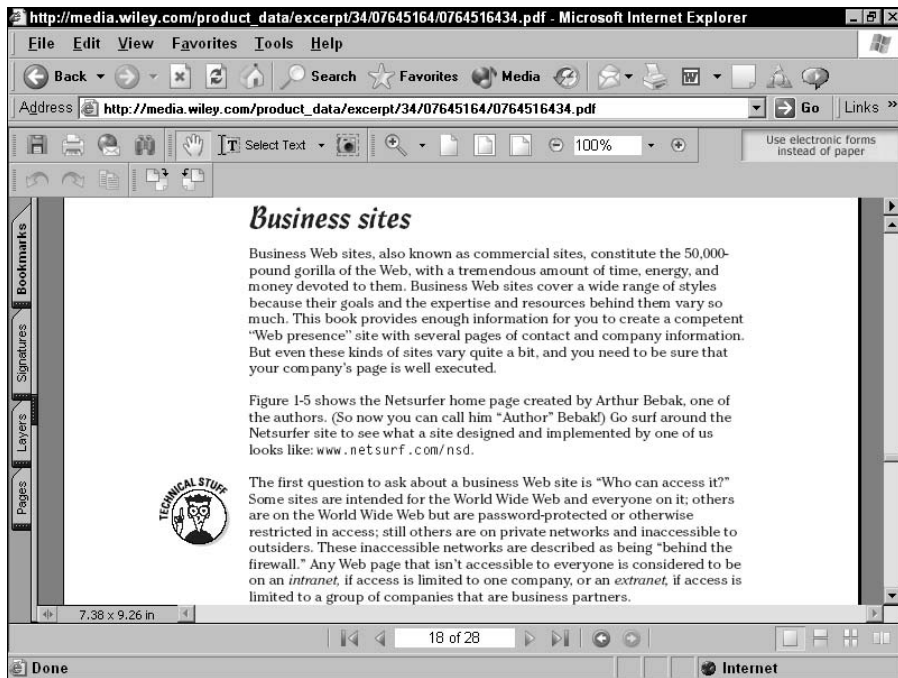 http://media.wiley.com/product_data/excerpt/34/07645164/0764516434.pdf - Microsoft Internet Explorer
File Edit View Favorites Tools Help
Back Search Favorites Media
Address http://media.wiley.com/product_data/excerpt/34/07645164/0764516434.pdf Go Links »
Select Text 100% Use electronic forms
instead of paper
Bookmarks
Signatures
Layers
Pages
Business sites
Business Web sites, also known as commercial sites, constitute the 50,000-
pound gorilla of the Web, with a tremendous amount of time, energy, and
money devoted to them. Business Web sites cover a wide range of styles
because their goals and the expertise and resources behind them vary so
much. This book provides enough information for you to create a competent
“Web presence” site with several pages of contact and company information.
But even these kinds of sites vary quite a bit, and you need to be sure that
your company's page is well executed.
Figure 1-5 shows the Netsurfer home page created by Arthur Bebak, one of
the authors. (So now you can call him “Author” Bebak!) Go surf around the
Netsurfer site to see what a site designed and implemented by one of us
looks like: www.netsurf.com/nsd.
TECHNICAL STUFF
The first question to ask about a business Web site is “Who can access it?”
Some sites are intended for the World Wide Web and everyone on it; others
are on the World Wide Web but are password-protected or otherwise
restricted in access; still others are on private networks and inaccessible to
outsiders. These inaccessible networks are described as being “behind the
firewall.” Any Web page that isn't accessible to everyone is considered to be
on an intranet, if access is limited to one company, or an extranet, if access is
limited to a group of companies that are business partners.
7.38 x 9.26 in
18 of 28
Done Internet